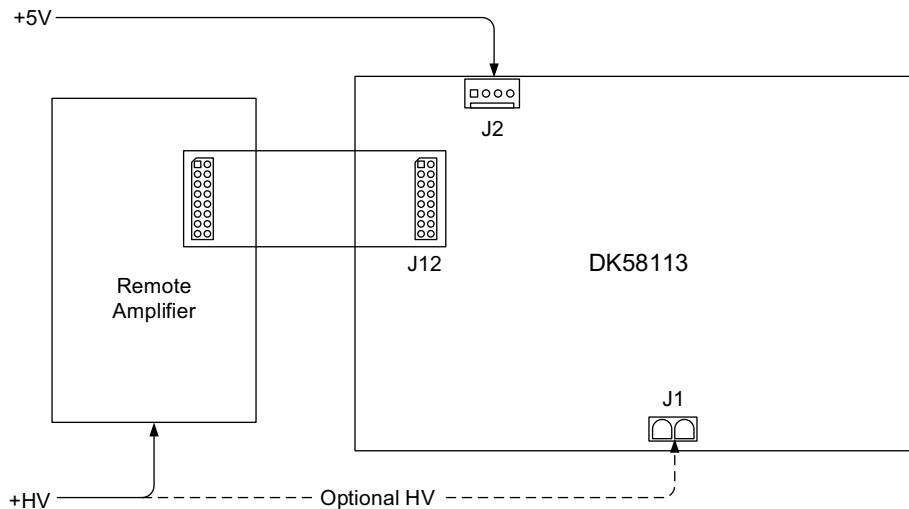 +5V
J2
J12
DK58113
Remote
Amplifier
J1
+HV
Optional HV